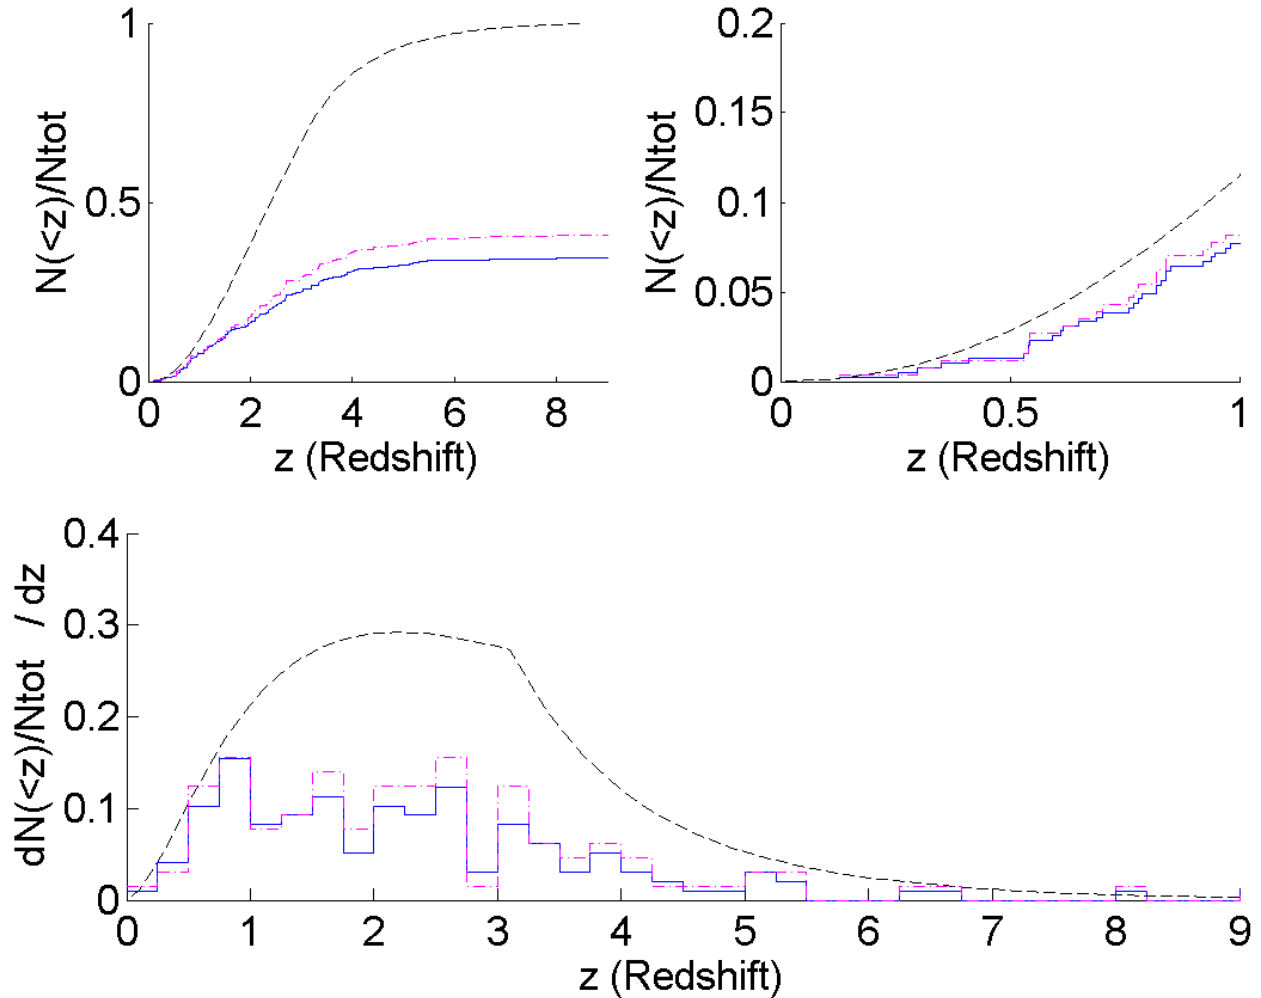 1
0.5
0
N(<z)/Ntot
0 2 4 6 8
z (Redshift)
0.2
0.15
0.1
0.05
0
N(<z)/Ntot
0 0.5 1
z (Redshift)
0.4
0.3
0.2
0.1
0
dN(<z)/Ntot / dz
0 1 2 3 4 5 6 7 8 9
z (Redshift)